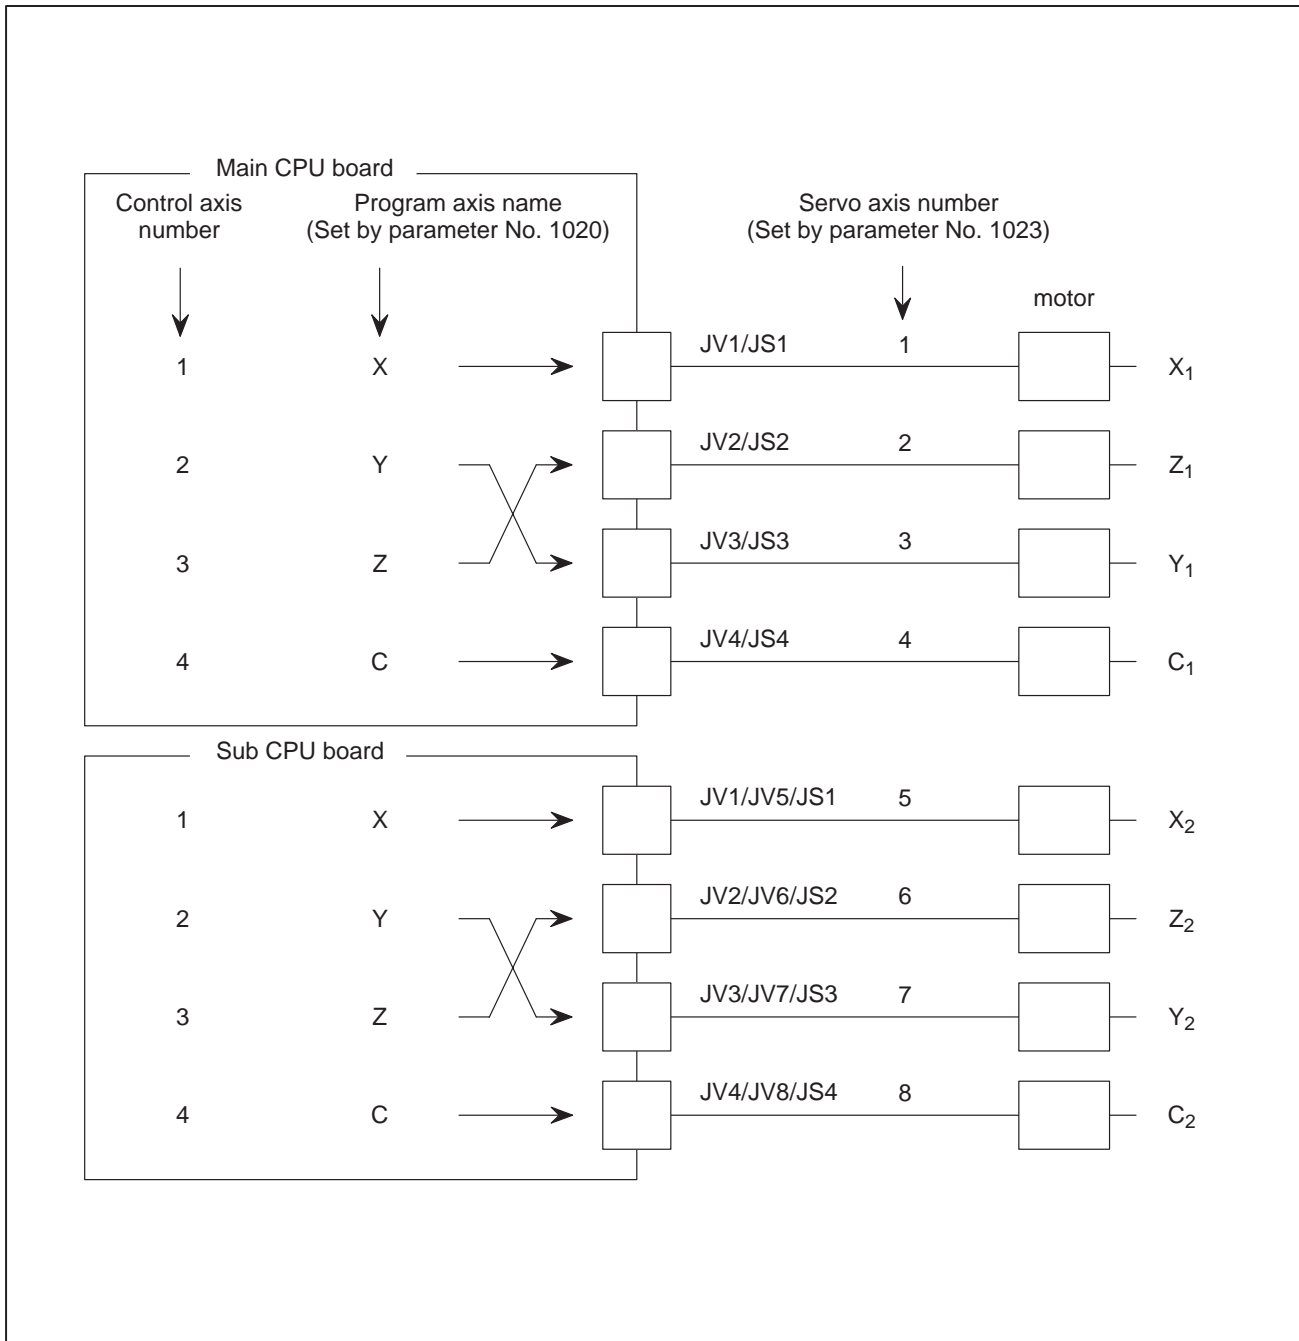 Main CPU board
Control axis number
Program axis name
(Set by parameter No. 1020)
Servo axis number
(Set by parameter No. 1023)
motor
1 X JV1/JS1 1 X1
2 Y JV2/JS2 2 Z1
3 Z JV3/JS3 3 Y1
4 C JV4/JS4 4 C1
Sub CPU board
1 X JV1/JV5/JS1 5 X2
2 Y JV2/JV6/JS2 6 Z2
3 Z JV3/JV7/JS3 7 Y2
4 C JV4/JV8/JS4 8 C2